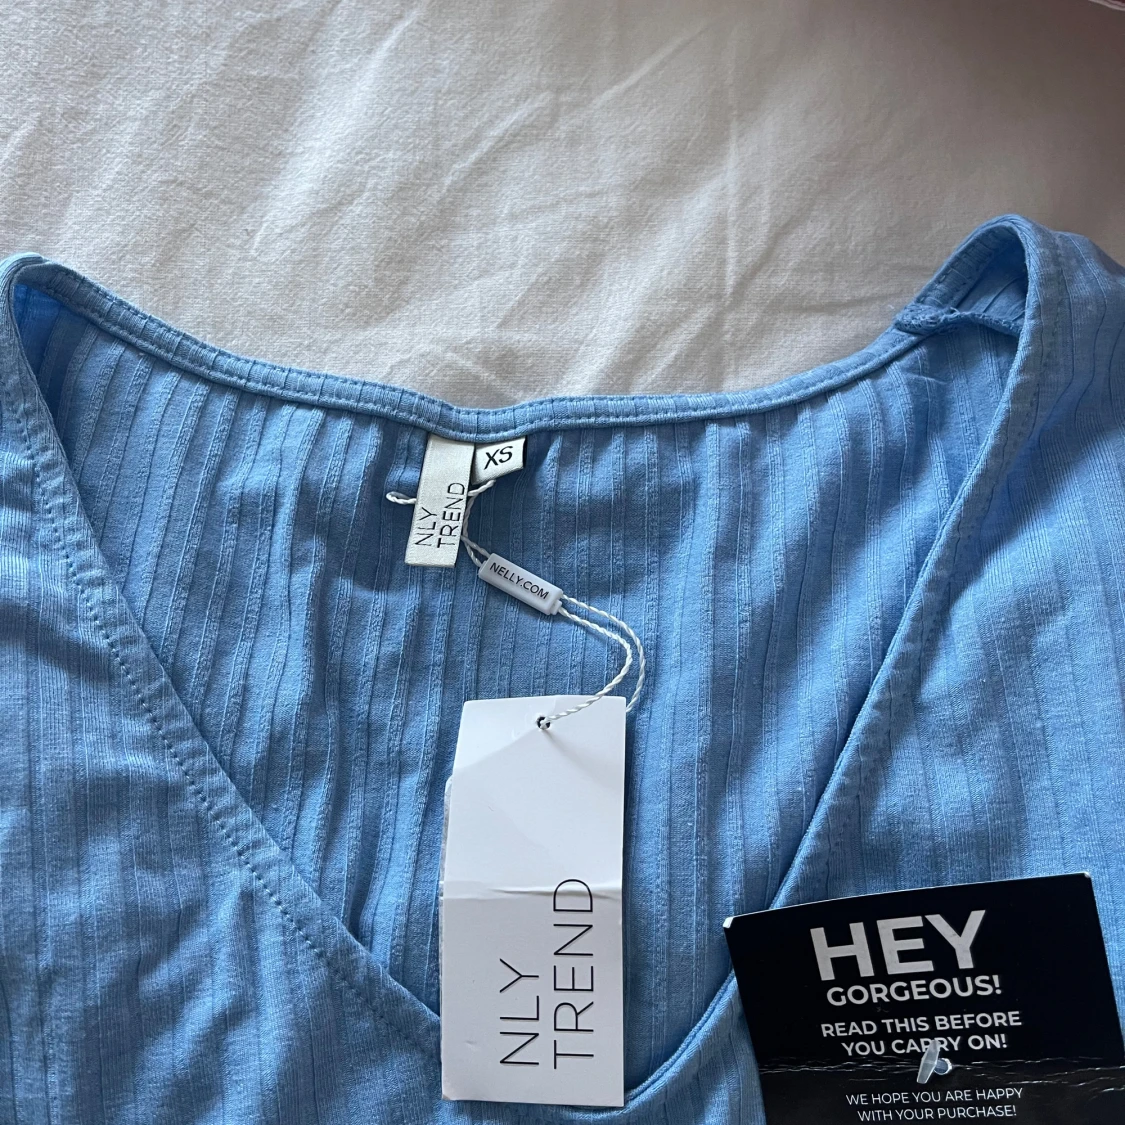 XS
NLY
TREND
NELLY.COM
NLY
TREND
HEY
GORGEOUS!
READ THIS BEFORE
YOU CARRY ON!
WE HOPE YOU ARE HAPPY
WITH YOUR PURCHASE!